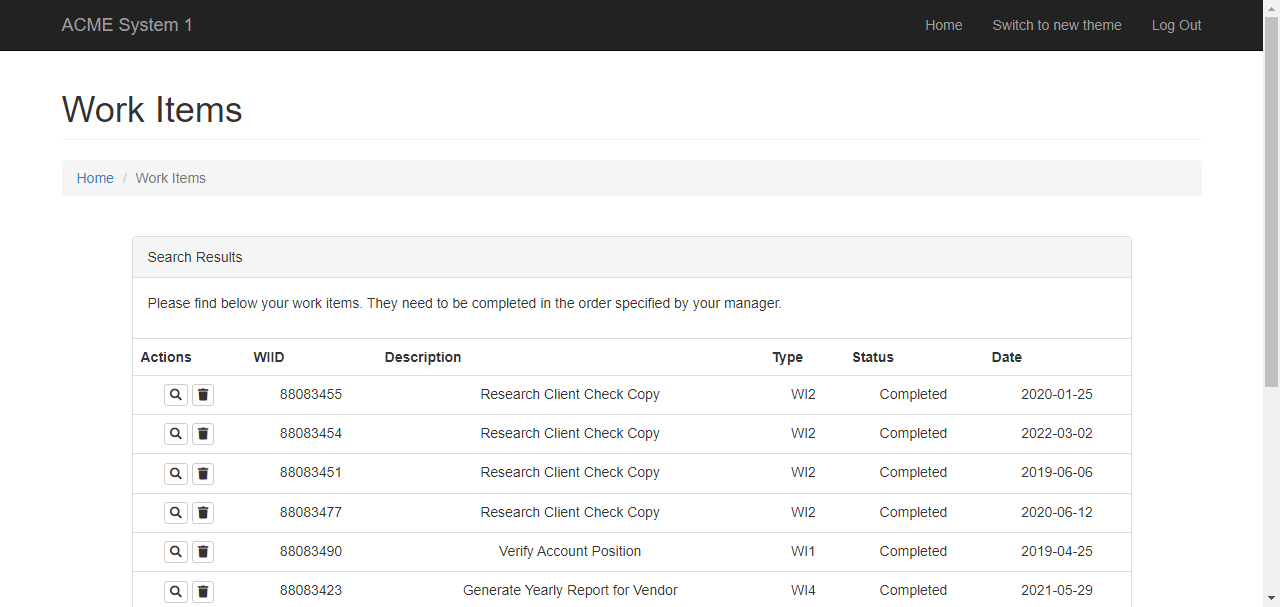 ACME System 1 Home Switch to new theme Log Out
Work Items
Home / Work Items
Search Results
Please find below your work items. They need to be completed in the order specified by your manager.
Actions WIID Description Type Status Date
88083455 Research Client Check Copy WI2 Completed 2020-01-25
88083454 Research Client Check Copy WI2 Completed 2022-03-02
88083451 Research Client Check Copy WI2 Completed 2019-06-06
88083477 Research Client Check Copy WI2 Completed 2020-06-12
88083490 Verify Account Position WI1 Completed 2019-04-25
88083423 Generate Yearly Report for Vendor WI4 Completed 2021-05-29